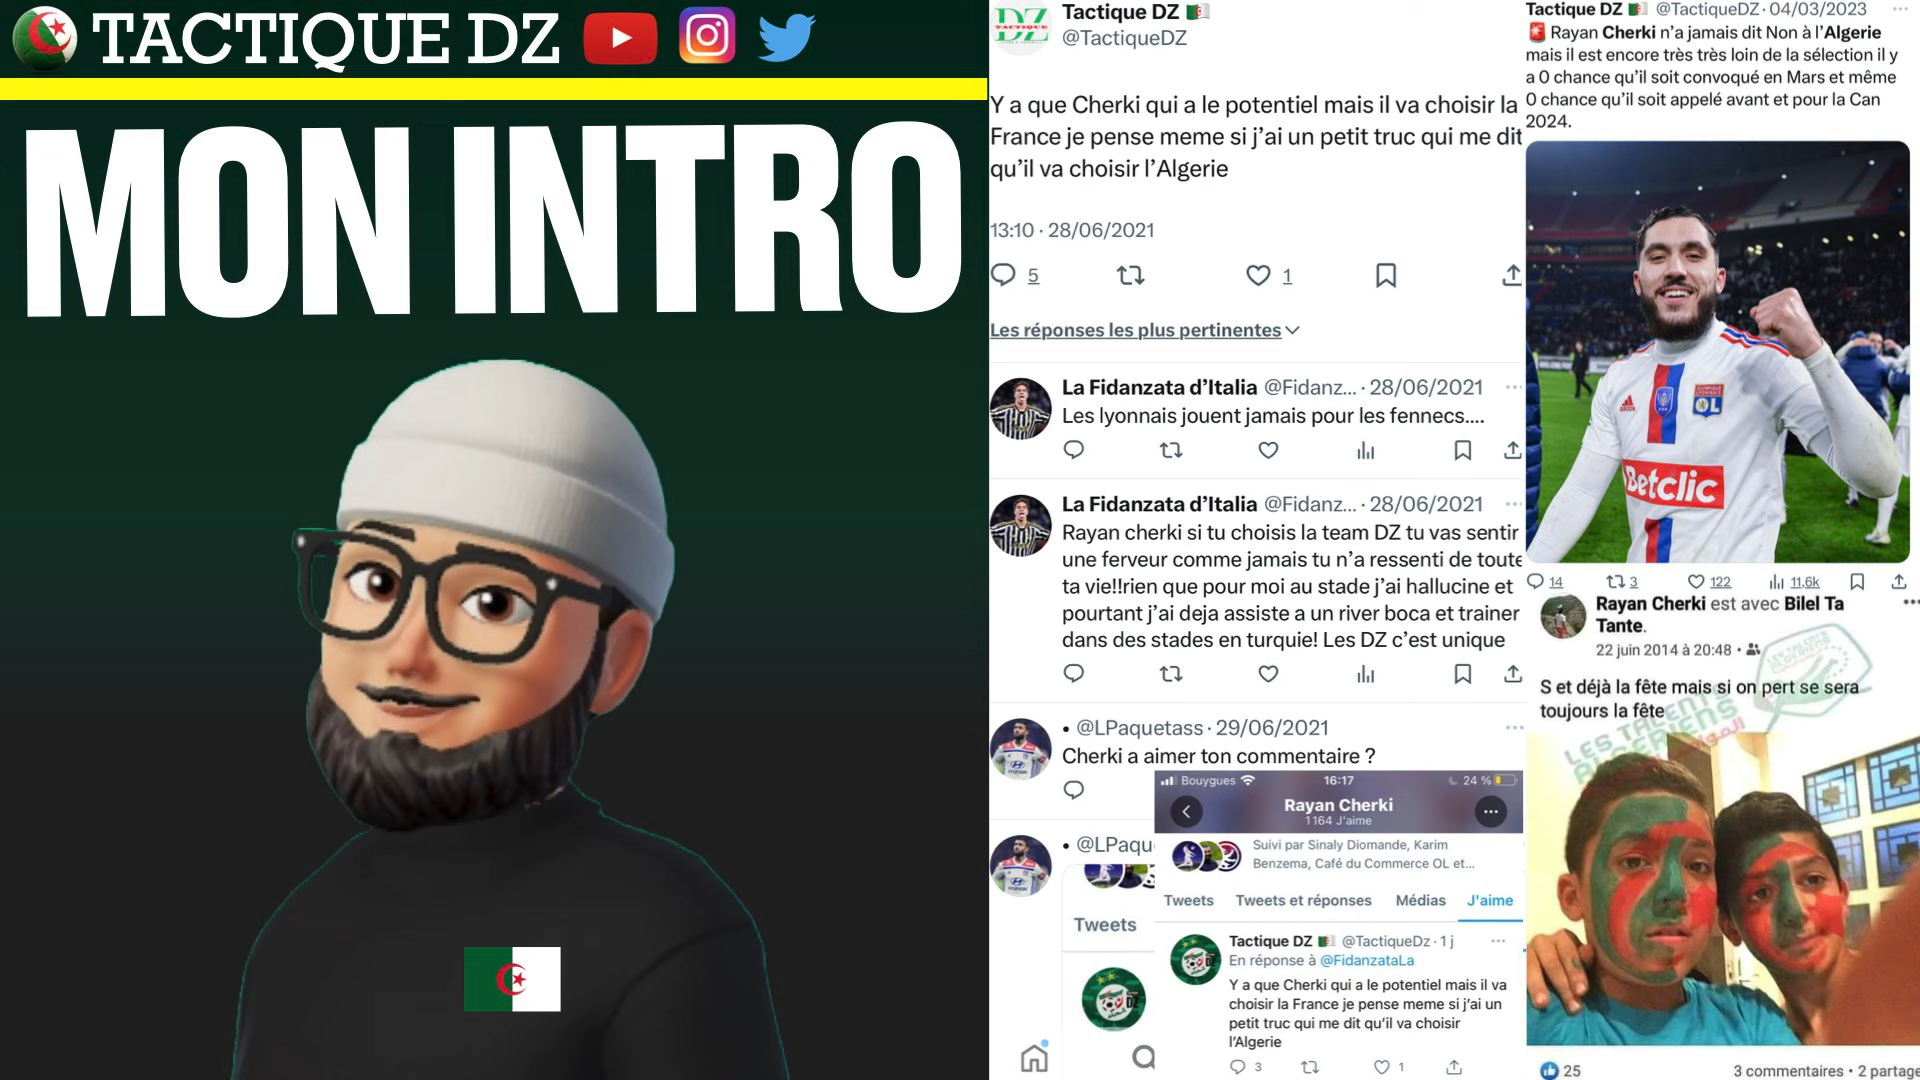 TACTIQUE DZ
MON INTRO
DZ
TACTIQUE
Tactique DZ
@TactiqueDZ
Y a que Cherki qui a le potentiel mais il va choisir la
France je pense meme si j’ai un petit truc qui me dit
qu’il va choisir l’Algerie
13:10 · 28/06/2021
5
1
Les réponses les plus pertinentes
La Fidanzata d’Italia @Fidanz... · 28/06/2021
Les lyonnais jouent jamais pour les fennecs....
La Fidanzata d’Italia @Fidanz... · 28/06/2021
Rayan cherki si tu choisis la team DZ tu vas sentir
une ferveur comme jamais tu n’a ressenti de toute
ta vie!!rien que pour moi au stade j’ai hallucine et
pourtant j’ai deja assiste a un river boca et trainer
dans des stades en turquie! Les DZ c’est unique
• @LPaquetass · 29/06/2021
Cherki a aimer ton commentaire ?
• @LPaqu
Tweets
Bouygues 16:17 24 %
Rayan Cherki
1164 J'aime
Suivi par Sinaly Diomande, Karim
Benzema, Café du Commerce OL et...
Tweets Tweets et réponses Médias J'aime
Tactique DZ @TactiqueDz · 1 j
En réponse à @FidanzataLa
Y a que Cherki qui a le potentiel mais il va
choisir la France je pense meme si j’ai un
petit truc qui me dit qu’il va choisir
l’Algerie
3 1
Tactique DZ @TactiqueDZ · 04/03/2023
Rayan Cherki n’a jamais dit Non à l’Algerie
mais il est encore très très loin de la sélection il y
a 0 chance qu’il soit convoqué en Mars et même
0 chance qu’il soit appelé avant et pour la Can
2024.
adidas
OL
Betclic
14 3 122 11.6k
Rayan Cherki est avec Bilel Ta
Tante.
22 juin 2014 à 20:48 •
S et déjà la fête mais si on pert se sera
toujours la fête
LES TALENTS
ALGÉRIENS
25 3 commentaires • 2 partage